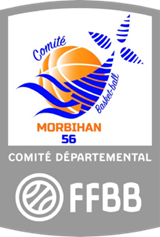 Comité
Basket-ball
MORBIHAN
56
COMITÉ DÉPARTEMENTAL
FFBB